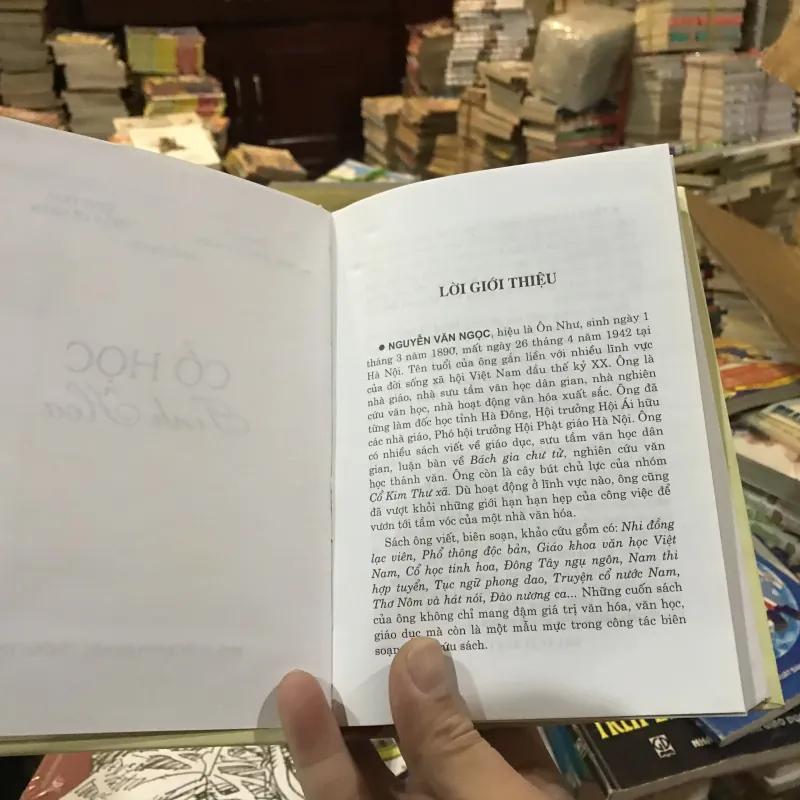 LỜI GIỚI THIỆU
● NGUYỄN VĂN NGỌC, hiệu là Ôn Như, sinh ngày 1
tháng 3 năm 1890, mất ngày 26 tháng 4 năm 1942 tại
Hà Nội. Tên tuổi của ông gắn liền với nhiều lĩnh vực
của đời sống xã hội Việt Nam đầu thế kỷ XX. Ông là
nhà giáo, nhà sưu tầm văn học dân gian, nhà nghiên
cứu văn học, nhà hoạt động văn hóa xuất sắc. Ông đã
từng làm đốc học tỉnh Hà Đông, Hội trưởng Hội Ái hữu
các nhà giáo, Phó hội trưởng Hội Phật giáo Hà Nội. Ông
có nhiều sách viết về giáo dục, sưu tầm văn học dân
gian, luận bàn về Bách gia chư tử, nghiên cứu văn
học thánh văn. Ông còn là cây bút chủ lực của nhóm
Cổ Kim Thư xã. Dù hoạt động ở lĩnh vực nào, ông cũng
đã vượt khỏi những giới hạn hạn hẹp của công việc để
vươn tới tầm vóc của một nhà văn hóa.
Sách ông viết, biên soạn, khảo cứu gồm có: Nhi đồng
lạc viên, Phổ thông độc bản, Giáo khoa văn học Việt
Nam, Cổ học tinh hoa, Đông Tây ngụ ngôn, Nam thi
hợp tuyển, Tục ngữ phong dao, Truyện cổ nước Nam,
Thơ Nôm và hát nói, Đào nương ca... Những cuốn sách
của ông không chỉ mang đậm giá trị văn hóa, văn học,
giáo dục mà còn là một mẫu mực trong công tác biên
soạn, cứu sách.
CỔ HỌC
Tinh Hoa